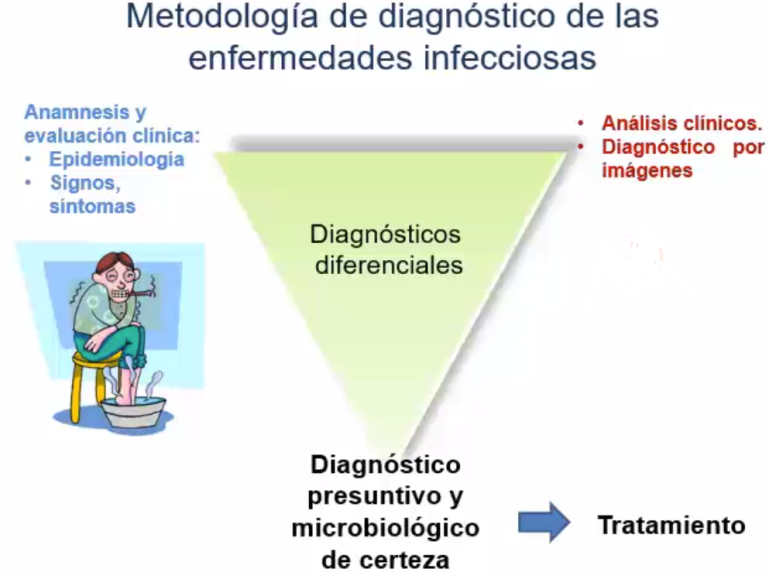 Metodología de diagnóstico de las
enfermedades infecciosas
Anamnesis y
evaluación clínica:
• Epidemiología
• Signos,
síntomas
• Análisis clínicos.
• Diagnóstico por
imágenes
Diagnósticos
diferenciales
Diagnóstico
presuntivo y
microbiológico
de certeza
Tratamiento